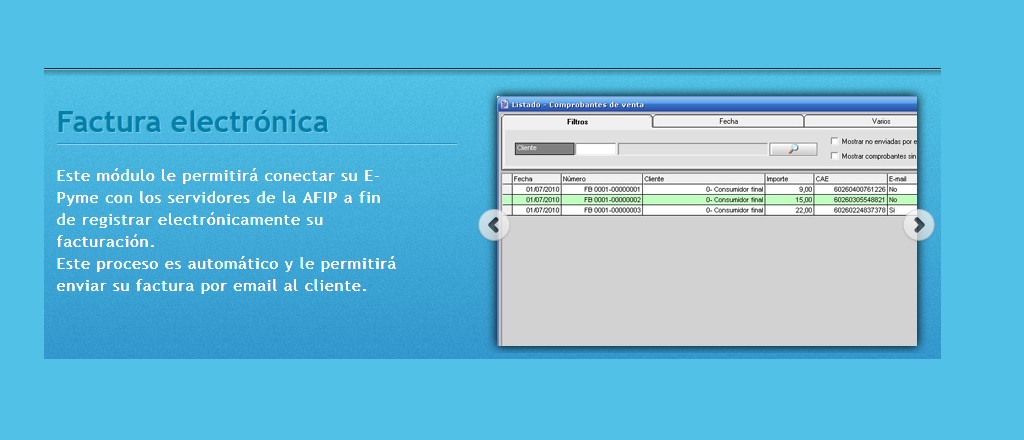 Factura electrónica
Este módulo le permitirá conectar su E-
Pyme con los servidores de la AFIP a fin
de registrar electrónicamente su
facturación.
Este proceso es automático y le permitirá
enviar su factura por email al cliente.
Listado - Comprobantes de venta
Filtros Fecha Varios
Cliente
Mostrar no enviadas por e
Mostrar comprobantes sin
Fecha Número Cliente Importe CAE E-mail
01/07/2010 FB 0001-00000001 0- Consumidor final 9,00 60260400761226 No
01/07/2010 FB 0001-00000002 0- Consumidor final 15,00 60260305548821 No
01/07/2010 FB 0001-00000003 0- Consumidor final 22,00 60260224837378 Si